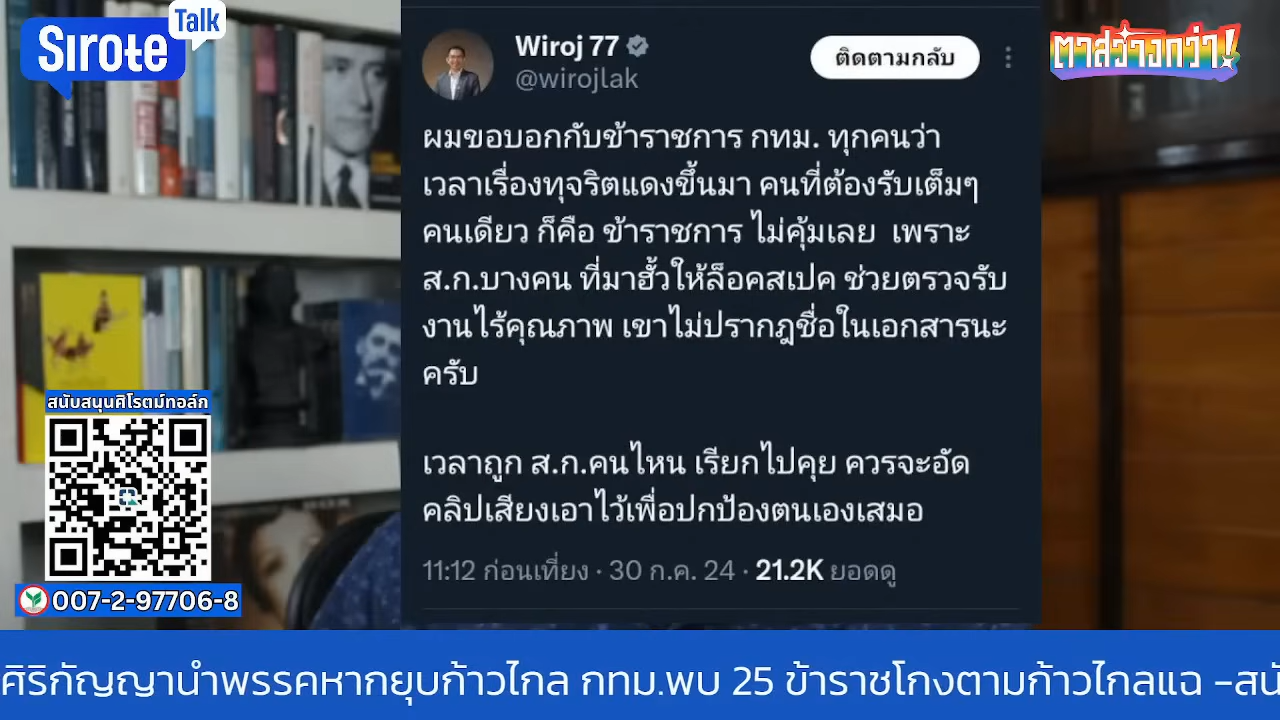 Sirote
Talk
ตาสว่างกว่า!
Wiroj 77
@wirojlak
ติดตามกลับ
ผมขอบอกกับข้าราชการ กทม. ทุกคนว่า
เวลาเรื่องทุจริตแดงขึ้นมา คนที่ต้องรับเต็มๆ
คนเดียว ก็คือ ข้าราชการ ไม่คุ้มเลย เพราะ
ส.ก.บางคน ที่มาฮั้วให้ล็อคสเปค ช่วยตรวจรับ
งานไร้คุณภาพ เขาไม่ปรากฎชื่อในเอกสารนะ
ครับ
เวลาถูก ส.ก.คนไหน เรียกไปคุย ควรจะอัด
คลิปเสียงเอาไว้เพื่อปกป้องตนเองเสมอ
11:12 ก่อนเที่ยง · 30 ก.ค. 24 · 21.2K ยอดดู
สนับสนุนศิโรตม์ทอล์ก
007-2-97706-8
ศิริกัญญานำพรรคหากยุบก้าวไกล กทม.พบ 25 ข้าราชโกงตามก้าวไกลแฉ -สนั